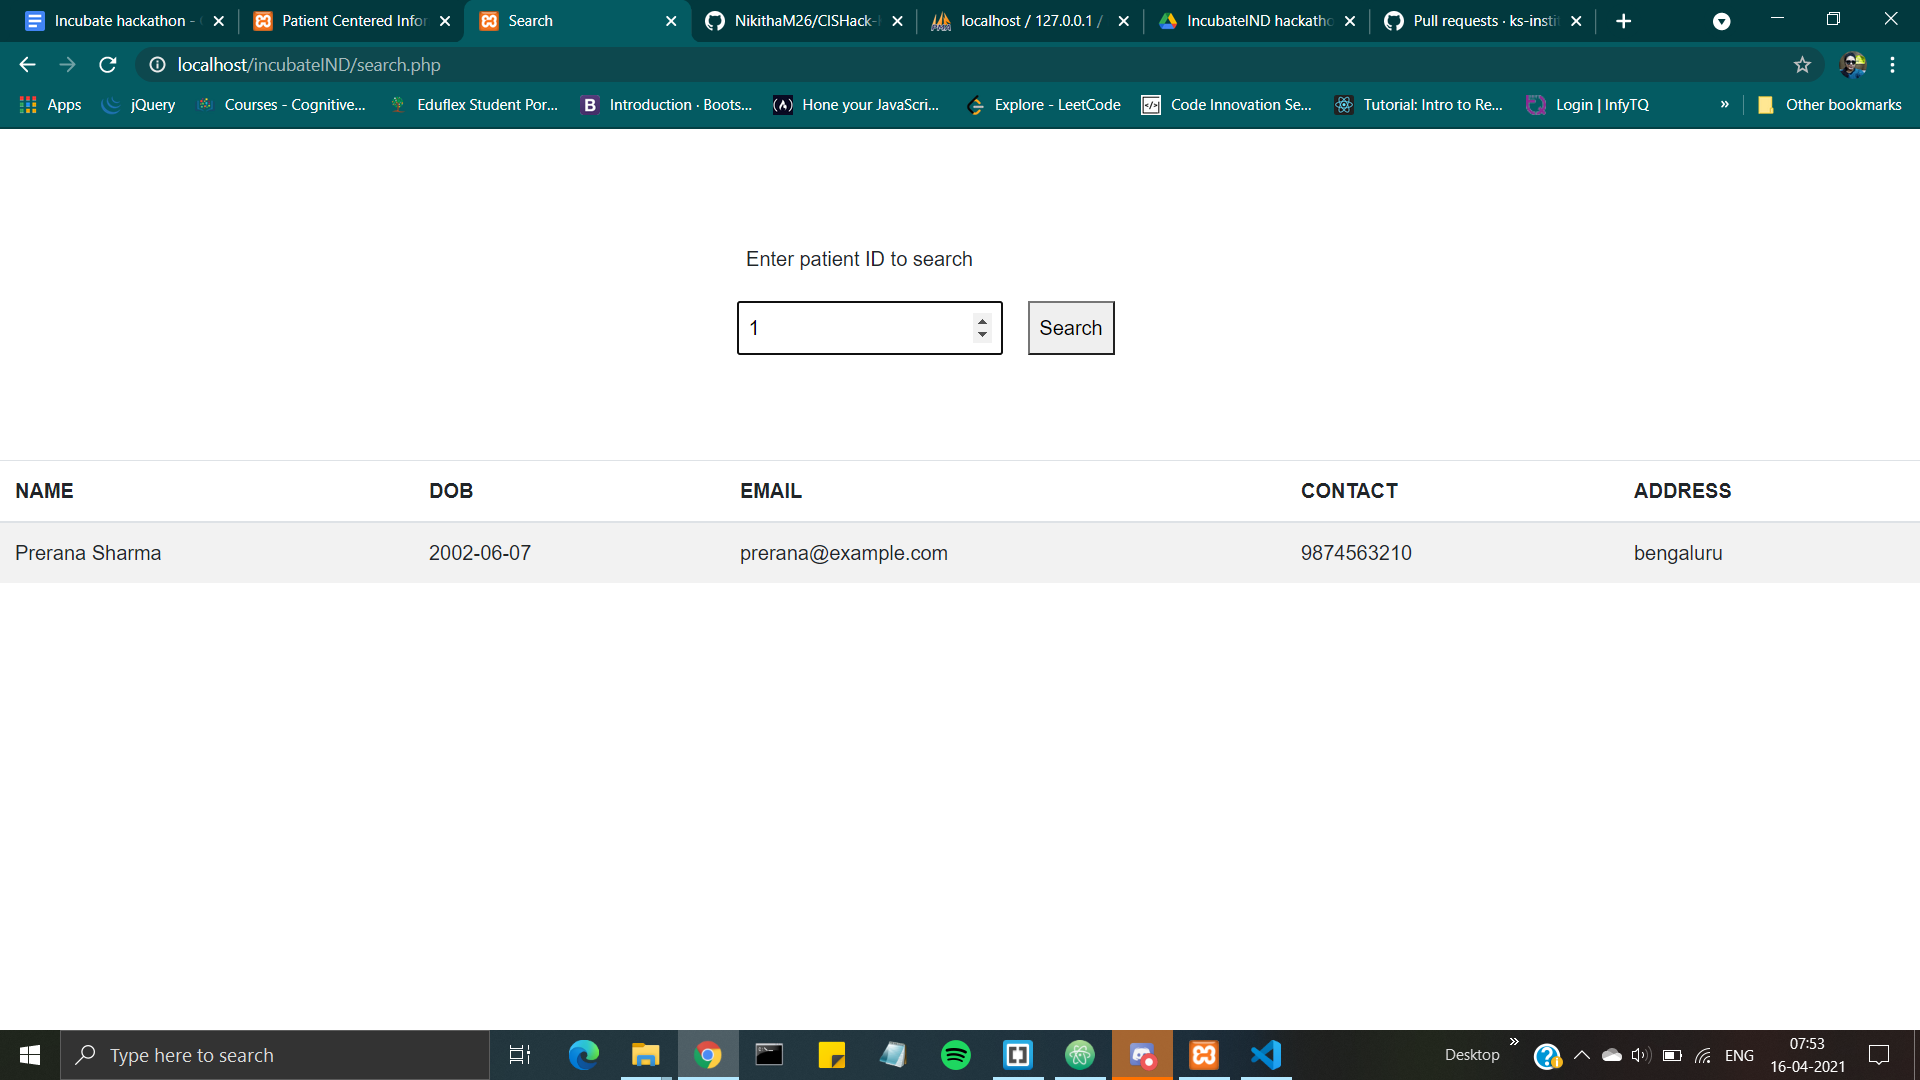 Incubate hackathon -
Patient Centered Infor
Search
NikithaM26/CISHack-
localhost / 127.0.0.1 /
IncubateIND hackatho
Pull requests · ks-instit
localhost/incubateIND/search.php
Apps
jQuery
Courses - Cognitive...
Eduflex Student Por...
Introduction · Boots...
Hone your JavaScri...
Explore - LeetCode
Code Innovation Se...
Tutorial: Intro to Re...
Login | InfyTQ
»
Other bookmarks
Enter patient ID to search
1
Search
NAME DOB EMAIL CONTACT ADDRESS
Prerana Sharma 2002-06-07 prerana@example.com 9874563210 bengaluru
Type here to search
Desktop
ENG
07:53
16-04-2021